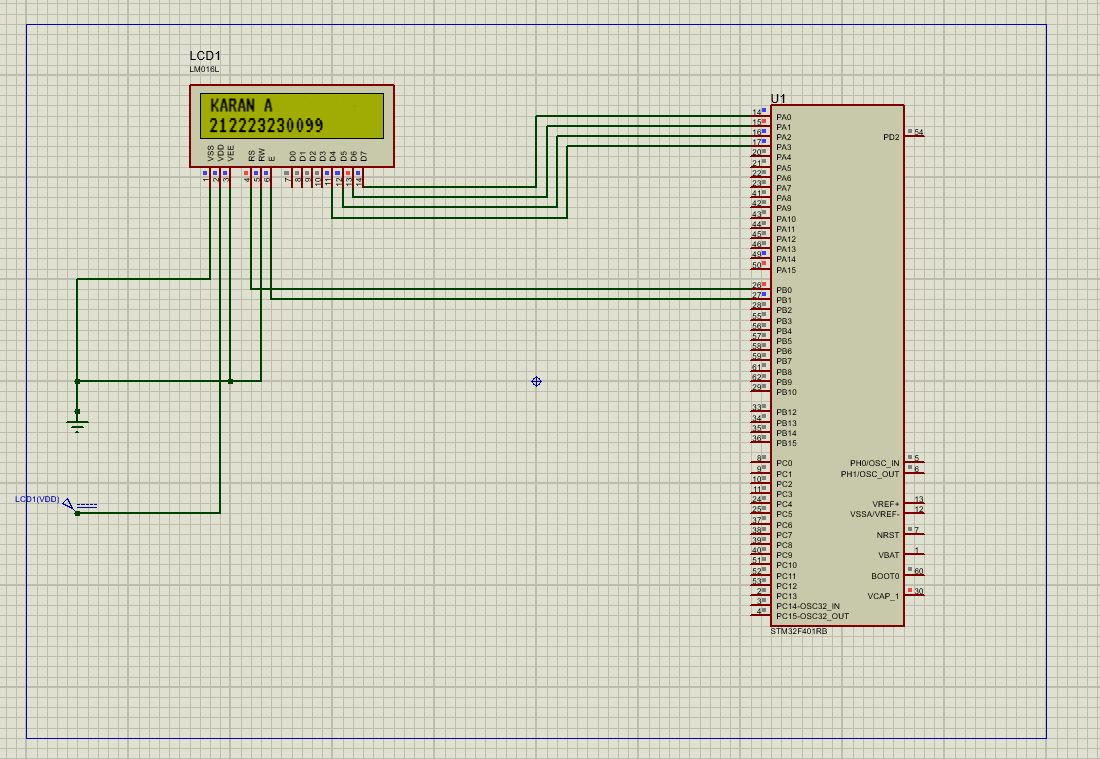 LCD1
LM016L
KARAN A
212223230099
VSS VDD VEE RS RW E D0 D1 D2 D3 D4 D5 D6 D7
1 2 3 4 5 6 7 8 9 10 11 12 13 14
LCD1(VDD)
U1
14 PA0
15 PA1
16 PA2
17 PA3
20 PA4
21 PA5
22 PA6
23 PA7
41 PA8
42 PA9
43 PA10
44 PA11
45 PA12
46 PA13
49 PA14
50 PA15
26 PB0
27 PB1
28 PB2
55 PB3
56 PB4
57 PB5
58 PB6
59 PB7
61 PB8
62 PB9
29 PB10
33 PB12
34 PB13
35 PB14
36 PB15
8 PC0
9 PC1
10 PC2
11 PC3
24 PC4
25 PC5
37 PC6
38 PC7
39 PC8
40 PC9
51 PC10
52 PC11
53 PC12
2 PC13
3 PC14-OSC32_IN
4 PC15-OSC32_OUT
PD2 54
PH0/OSC_IN 5
PH1/OSC_OUT 6
VREF+ 13
VSSA/VREF- 12
NRST 7
VBAT 1
BOOT0 60
VCAP_1 30
STM32F401RB